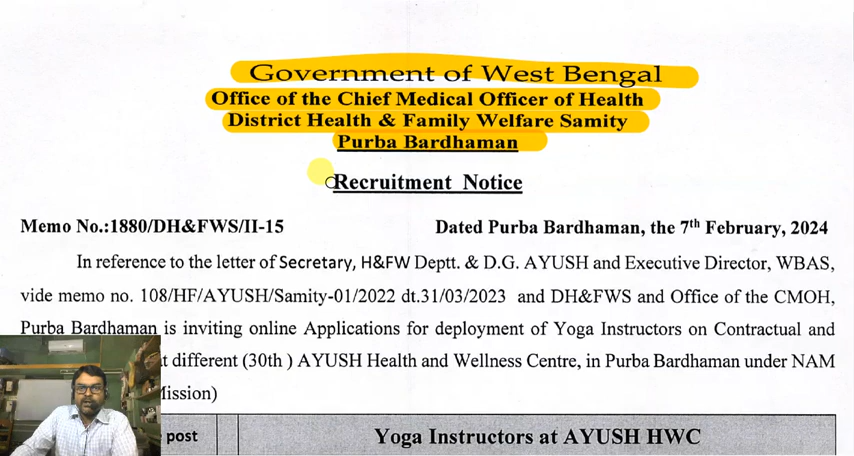 Government of West Bengal
Office of the Chief Medical Officer of Health
District Health & Family Welfare Samity
Purba Bardhaman
Recruitment Notice
Memo No.:1880/DH&FWS/II-15 Dated Purba Bardhaman, the 7th February, 2024
In reference to the letter of Secretary, H&FW Deptt. & D.G. AYUSH and Executive Director, WBAS,
vide memo no. 108/HF/AYUSH/Samity-01/2022 dt.31/03/2023 and DH&FWS and Office of the CMOH,
Purba Bardhaman is inviting online Applications for deployment of Yoga Instructors on Contractual and
different (30th ) AYUSH Health and Wellness Centre, in Purba Bardhaman under NAM
ission)
post Yoga Instructors at AYUSH HWC